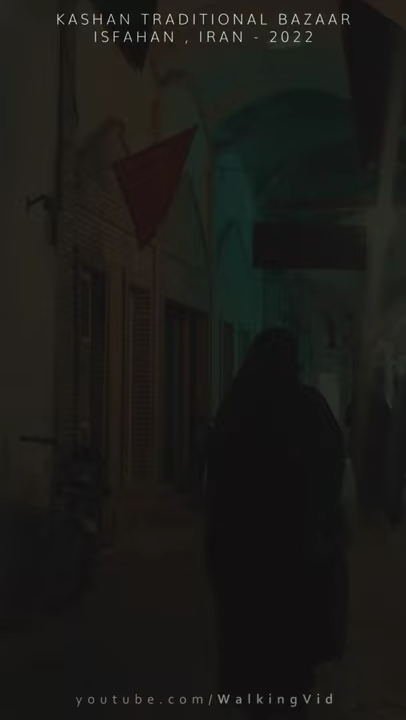 KASHAN TRADITIONAL BAZAAR
ISFAHAN , IRAN - 2022
youtube.com/WalkingVid